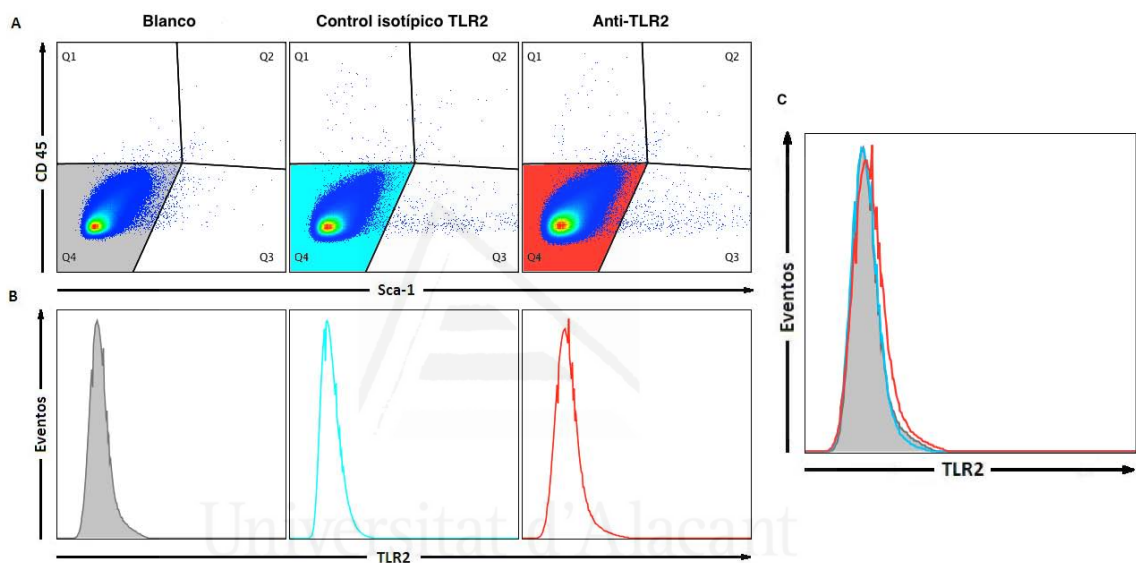 A
Blanco
Control isotípico TLR2
Anti-TLR2
Q1
Q2
Q1
Q2
Q1
Q2
CD 45
Q4
Q3
Q4
Q3
Q4
Q3
Sca-1
B
Eventos
TLR2
C
Eventos
TLR2
Universitat d'Alacant